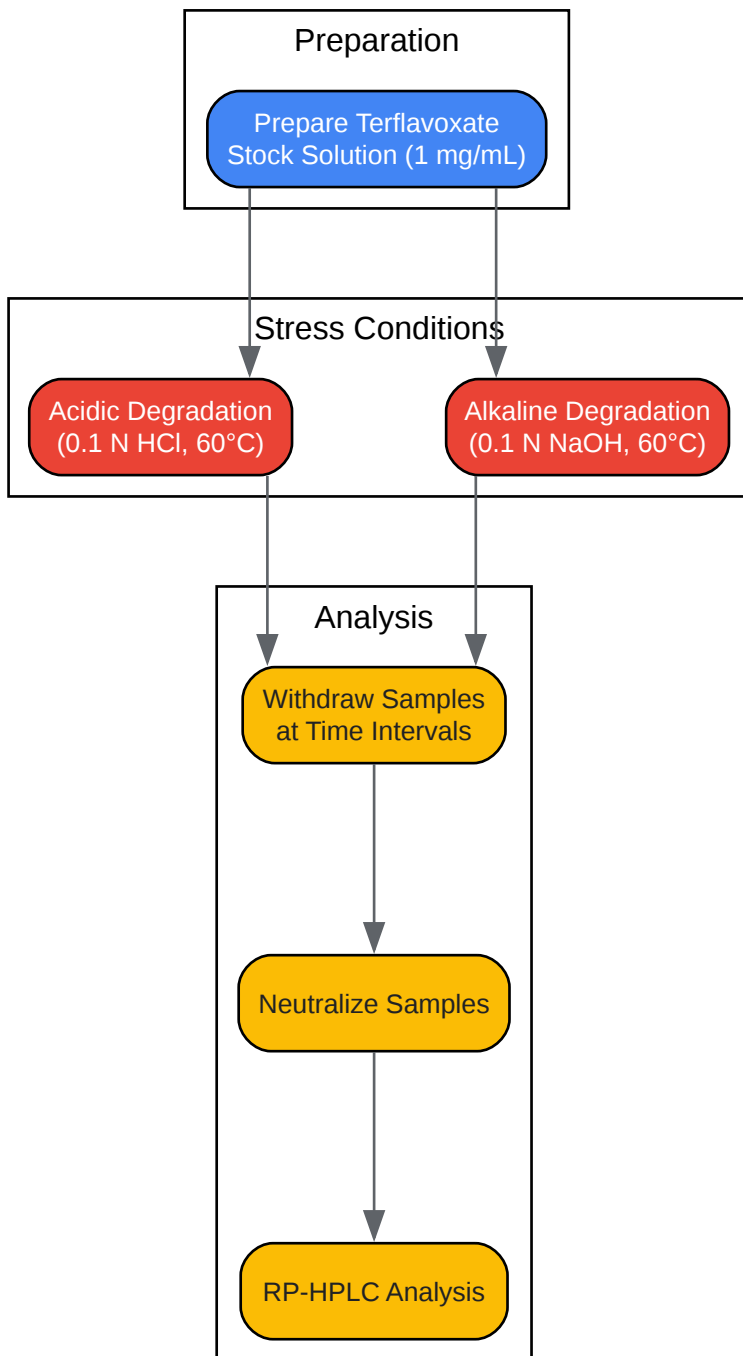 Preparation
Prepare Terflavoxate
Stock Solution (1 mg/mL)
Stress Conditions
Acidic Degradation
(0.1 N HCl, 60°C)
Alkaline Degradation
(0.1 N NaOH, 60°C)
Analysis
Withdraw Samples
at Time Intervals
Neutralize Samples
RP-HPLC Analysis